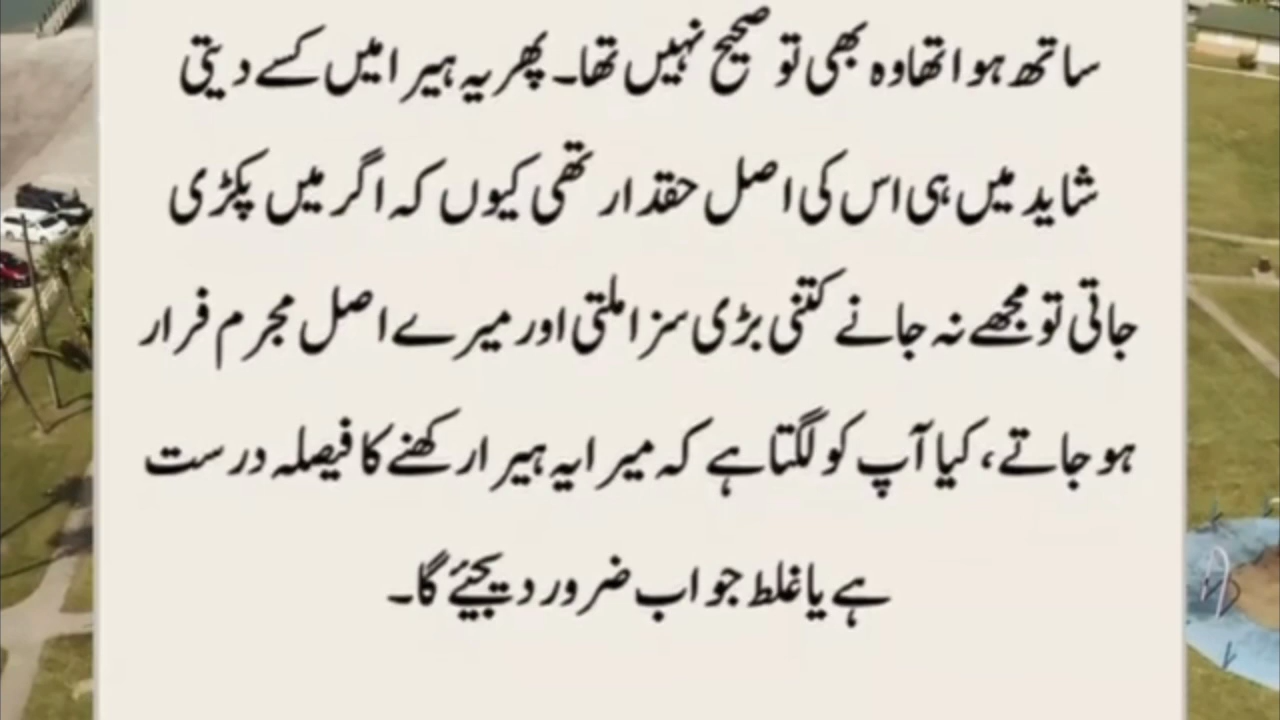 ساتھ ہوا تھا وہ بھی تو صحیح نہیں تھا۔ پھر یہ ہیرا میں کسے دیتی
شاید میں ہی اس کی اصل حقدار تھی کیوں کہ اگر میں پکڑی
جاتی تو مجھے نہ جانے کتنی بڑی سزا ملتی اور میرے اصل مجرم فرار
ہو جاتے، کیا آپ کو لگتا ہے کہ میرا یہ ہیرا رکھنے کا فیصلہ درست
ہے یا غلط جواب ضرور دیجئے گا۔